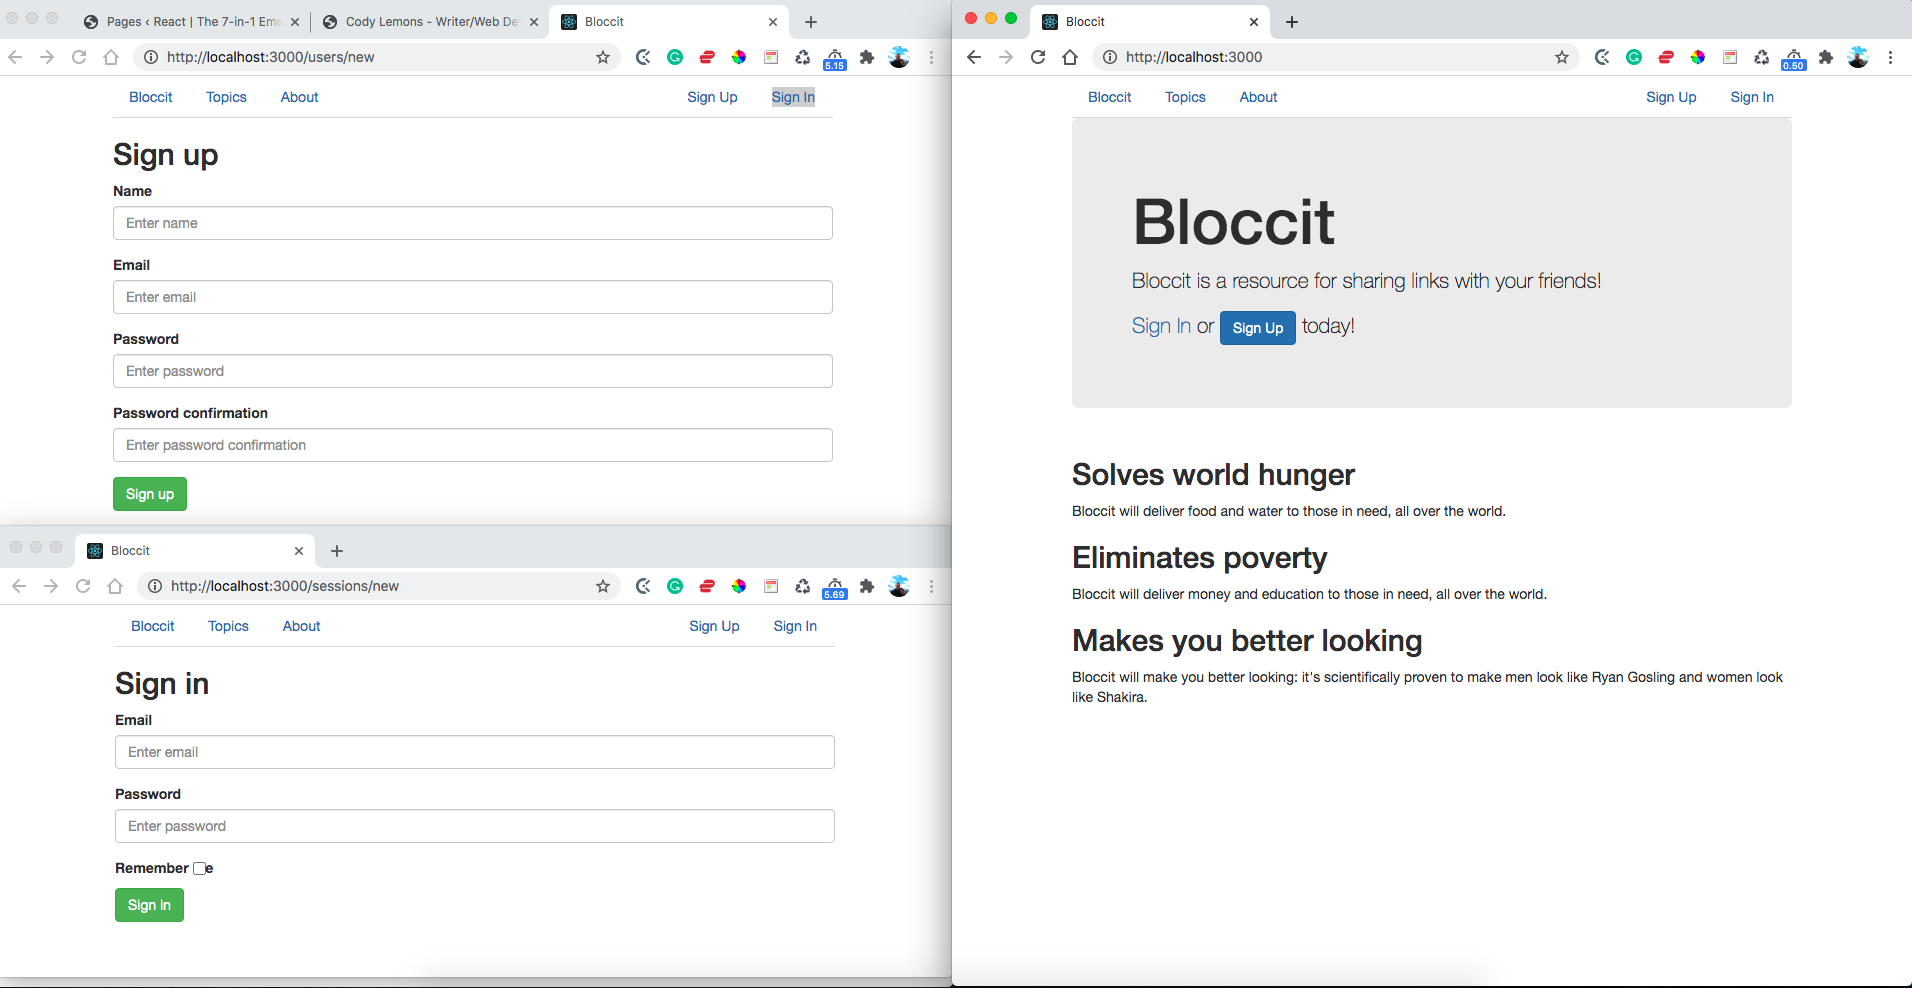 Pages ‹ React | The 7-in-1 Eme
Cody Lemons - Writer/Web De
Bloccit
http://localhost:3000/users/new
5.15
Bloccit Topics About Sign Up Sign In
Sign up
Name
Enter name
Email
Enter email
Password
Enter password
Password confirmation
Enter password confirmation
Sign up
Bloccit
http://localhost:3000/sessions/new
5.69
Bloccit Topics About Sign Up Sign In
Sign in
Email
Enter email
Password
Enter password
Remember e
Sign in
Bloccit
http://localhost:3000
0.50
Bloccit Topics About Sign Up Sign In
Bloccit
Bloccit is a resource for sharing links with your friends!
Sign In or Sign Up today!
Solves world hunger
Bloccit will deliver food and water to those in need, all over the world.
Eliminates poverty
Bloccit will deliver money and education to those in need, all over the world.
Makes you better looking
Bloccit will make you better looking: it's scientifically proven to make men look like Ryan Gosling and women look
like Shakira.